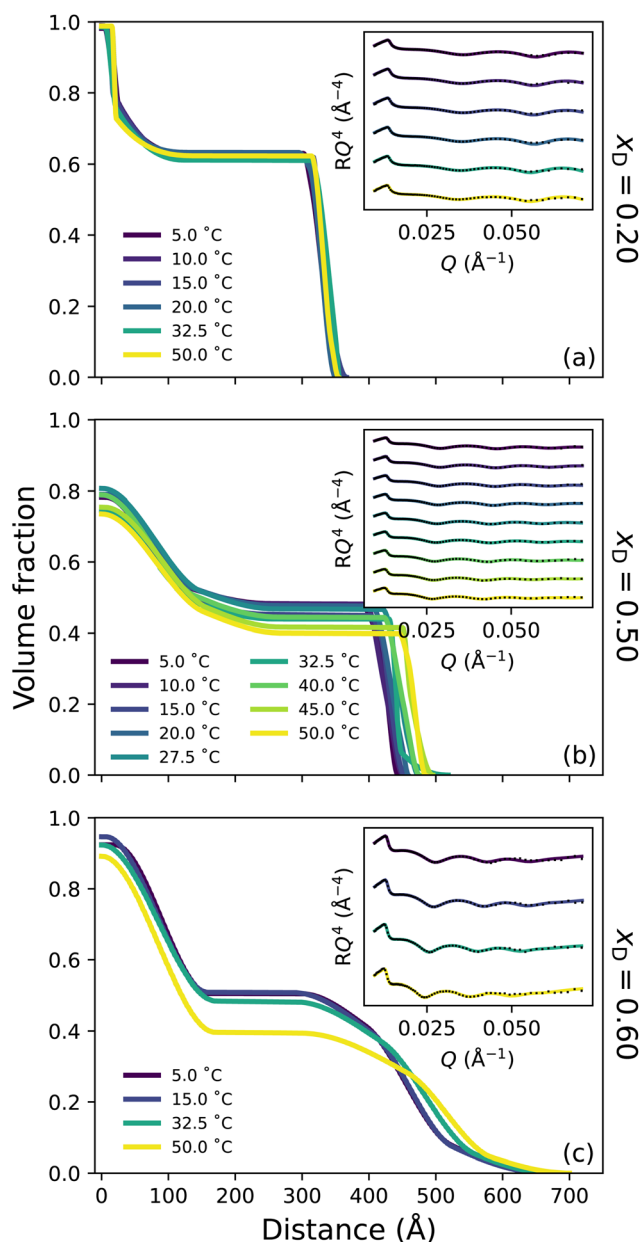 1.0
0.8
0.6
0.4
0.2
0.0
RQ⁴ (Å⁻⁴)
0.025 0.050
Q (Å⁻¹)
5.0 ˚C
10.0 ˚C
15.0 ˚C
20.0 ˚C
32.5 ˚C
50.0 ˚C
(a)
x_D = 0.20
Volume fraction
1.0
0.8
0.6
0.4
0.2
0.0
RQ⁴ (Å⁻⁴)
0.025 0.050
Q (Å⁻¹)
5.0 ˚C
10.0 ˚C
15.0 ˚C
20.0 ˚C
27.5 ˚C
32.5 ˚C
40.0 ˚C
45.0 ˚C
50.0 ˚C
(b)
x_D = 0.50
1.0
0.8
0.6
0.4
0.2
0.0
RQ⁴ (Å⁻⁴)
0.025 0.050
Q (Å⁻¹)
5.0 ˚C
15.0 ˚C
32.5 ˚C
50.0 ˚C
(c)
x_D = 0.60
0 100 200 300 400 500 600 700
Distance (Å)